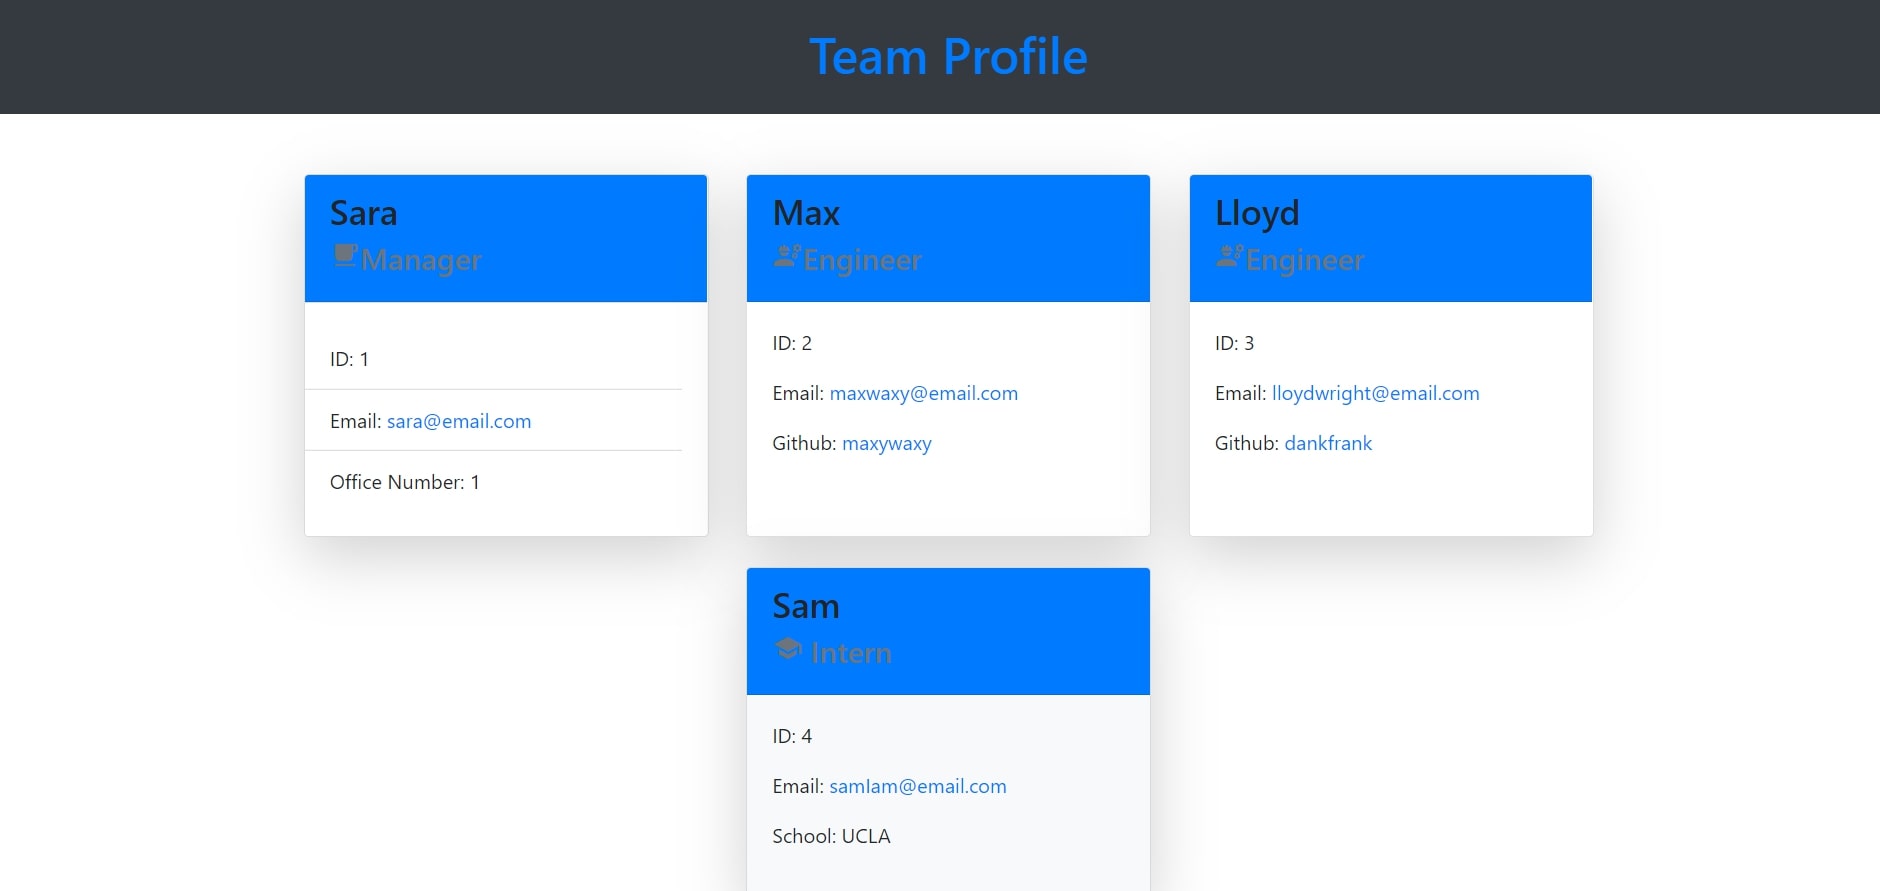 Team Profile
Sara
Manager
ID: 1
Email: sara@email.com
Office Number: 1
Max
Engineer
ID: 2
Email: maxwaxy@email.com
Github: maxywaxy
Lloyd
Engineer
ID: 3
Email: lloydwright@email.com
Github: dankfrank
Sam
Intern
ID: 4
Email: samIam@email.com
School: UCLA